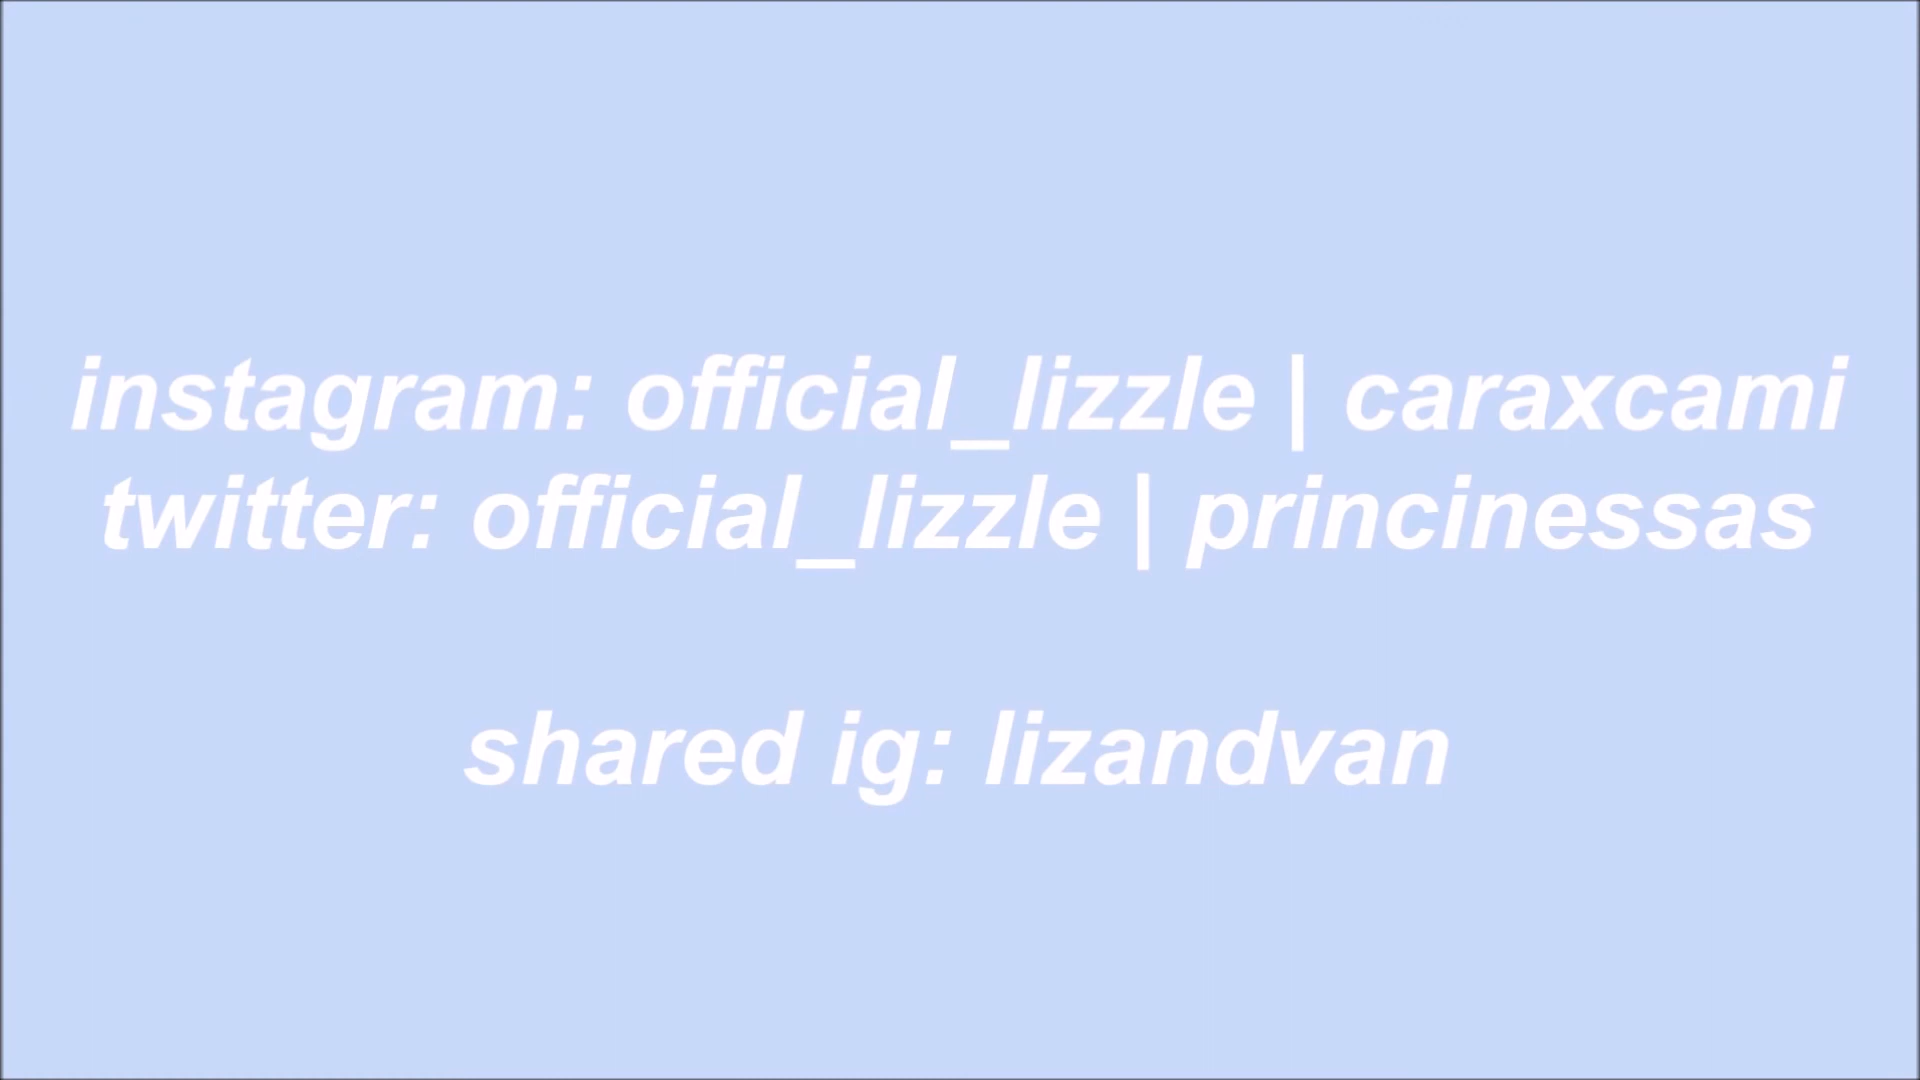 instagram: official_lizzle | caraxcami
twitter: official_lizzle | princinessas
shared ig: lizandvan